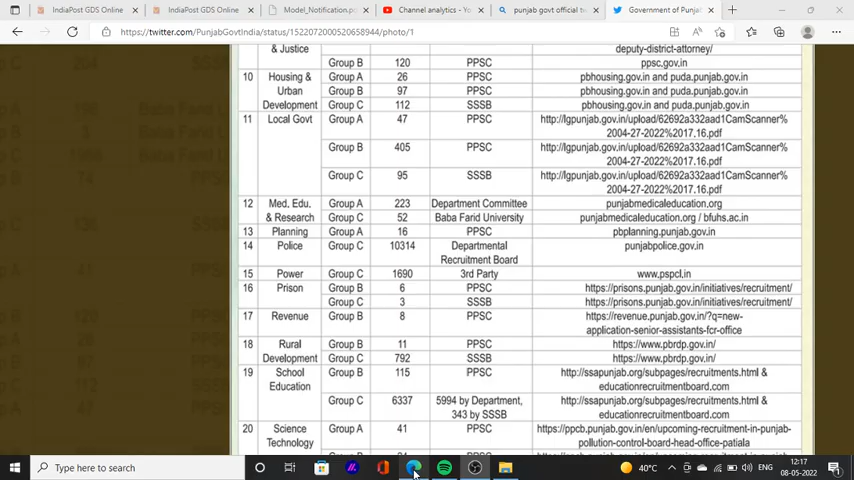 IndiaPost GDS Online
IndiaPost GDS Online
Model_Notification.p
Channel analytics - Yo
punjab govt official tw
Government of Punja
https://twitter.com/PunjabGovtIndia/status/1522072000520658944/photo/1
& Justice deputy-district-attorney/
Group B 120 PPSC ppsc.gov.in
10 Housing & Group A 26 PPSC pbhousing.gov.in and puda.punjab.gov.in
Urban Group B 97 PPSC pbhousing.gov.in and puda.punjab.gov.in
Development Group C 112 SSSB pbhousing.gov.in and puda.punjab.gov.in
11 Local Govt Group A 47 PPSC http://lgpunjab.gov.in/upload/62692a332aad1CamScanner%
2004-27-2022%2017.16.pdf
Group B 405 PPSC http://lgpunjab.gov.in/upload/62692a332aad1CamScanner%
2004-27-2022%2017.16.pdf
Group C 95 SSSB http://lgpunjab.gov.in/upload/62692a332aad1CamScanner%
2004-27-2022%2017.16.pdf
12 Med. Edu. Group A 223 Department Committee punjabmedicaleducation.org
& Research Group C 52 Baba Farid University punjabmedicaleducation.org / bfuhs.ac.in
13 Planning Group A 16 PPSC pbplanning.punjab.gov.in
14 Police Group C 10314 Departmental punjabpolice.gov.in
Recruitment Board
15 Power Group C 1690 3rd Party www.pspcl.in
16 Prison Group B 6 PPSC https://prisons.punjab.gov.in/initiatives/recruitment/
Group C 3 SSSB https://prisons.punjab.gov.in/initiatives/recruitment/
17 Revenue Group B 8 PPSC https://revenue.punjab.gov.in/?q=new-
application-senior-assistants-fcr-office
18 Rural Group B 11 PPSC https://www.pbrdp.gov.in/
Development Group C 792 SSSB https://www.pbrdp.gov.in/
19 School Group B 115 PPSC http://ssapunjab.org/subpages/recruitments.html &
Education educationrecruitmentboard.com
Group C 6337 5994 by Department, http://ssapunjab.org/subpages/recruitments.html &
343 by SSSB educationrecruitmentboard.com
20 Science Group A 41 PPSC https://ppcb.punjab.gov.in/en/upcoming-recruitment-in-punjab-
Technology pollution-control-board-head-office-patiala
Type here to search
40°C
ENG
12:17
08-05-2022